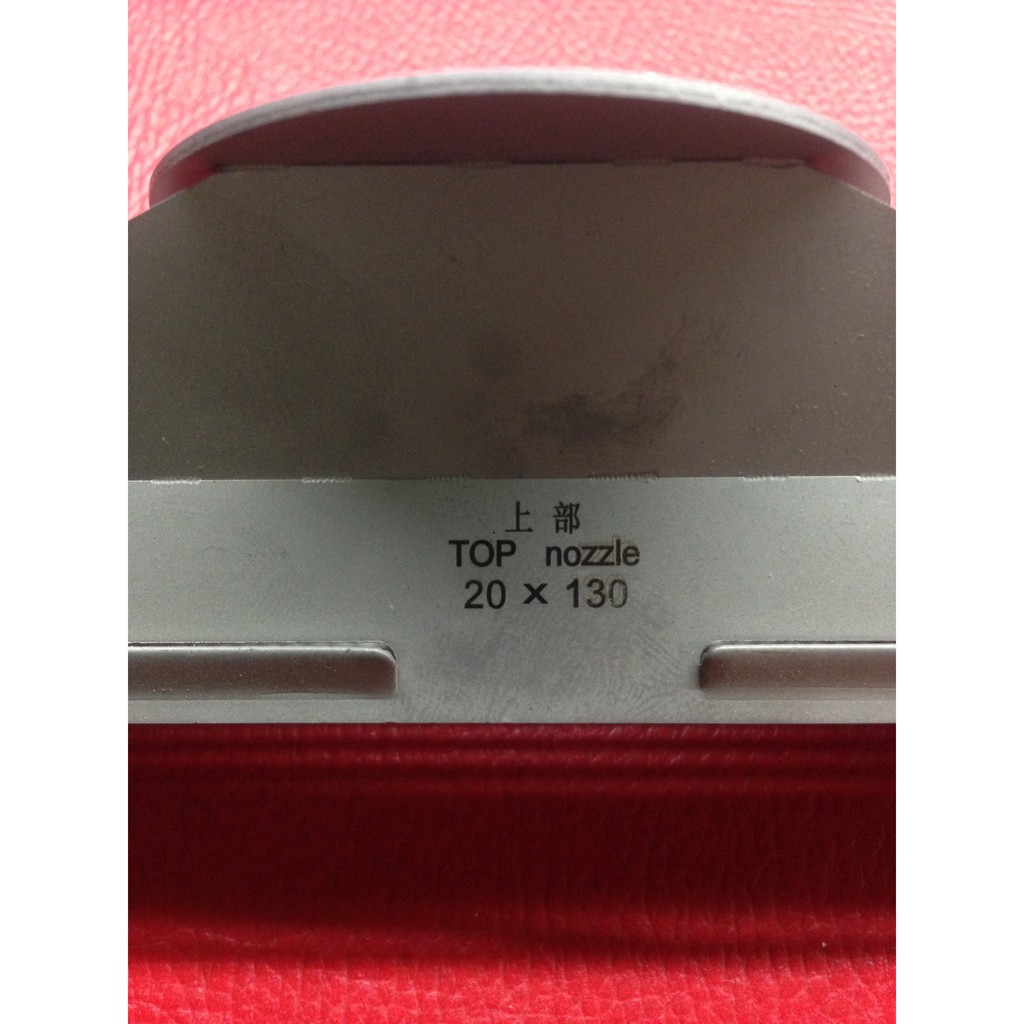 上部
TOP nozzle
20 × 130